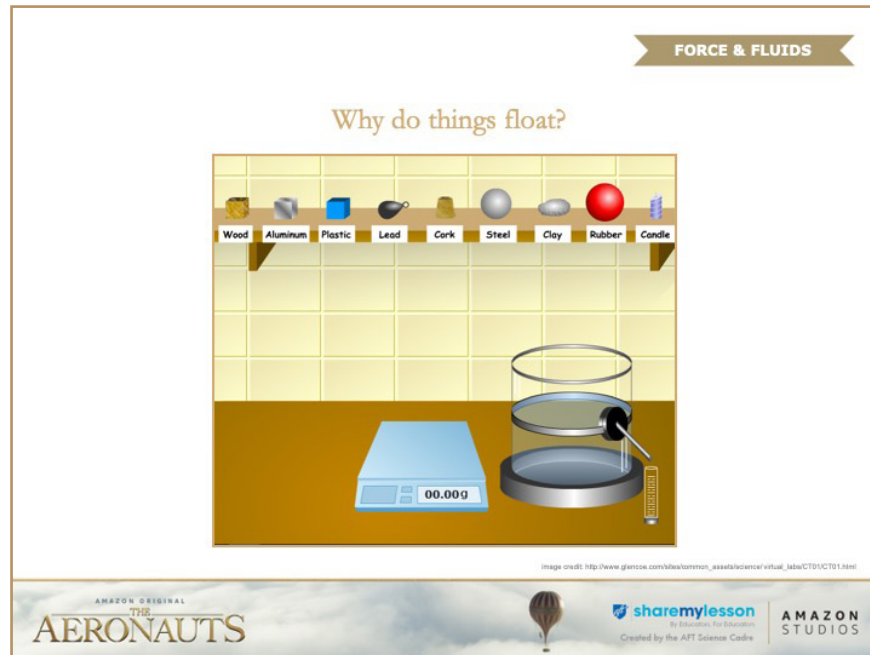 FORCE & FLUIDS
Why do things float?
Wood Aluminum Plastic Lead Cork Steel Clay Rubber Candle
00.00g
image credit: http://www.glencoe.com/sites/common_assets/science/virtual_labs/CT01/CT01.html
AMAZON ORIGINAL
THE
AERONAUTS
sharemylesson
By Educators, For Educators
Created by the AFT Science Cadre
AMAZON
STUDIOS